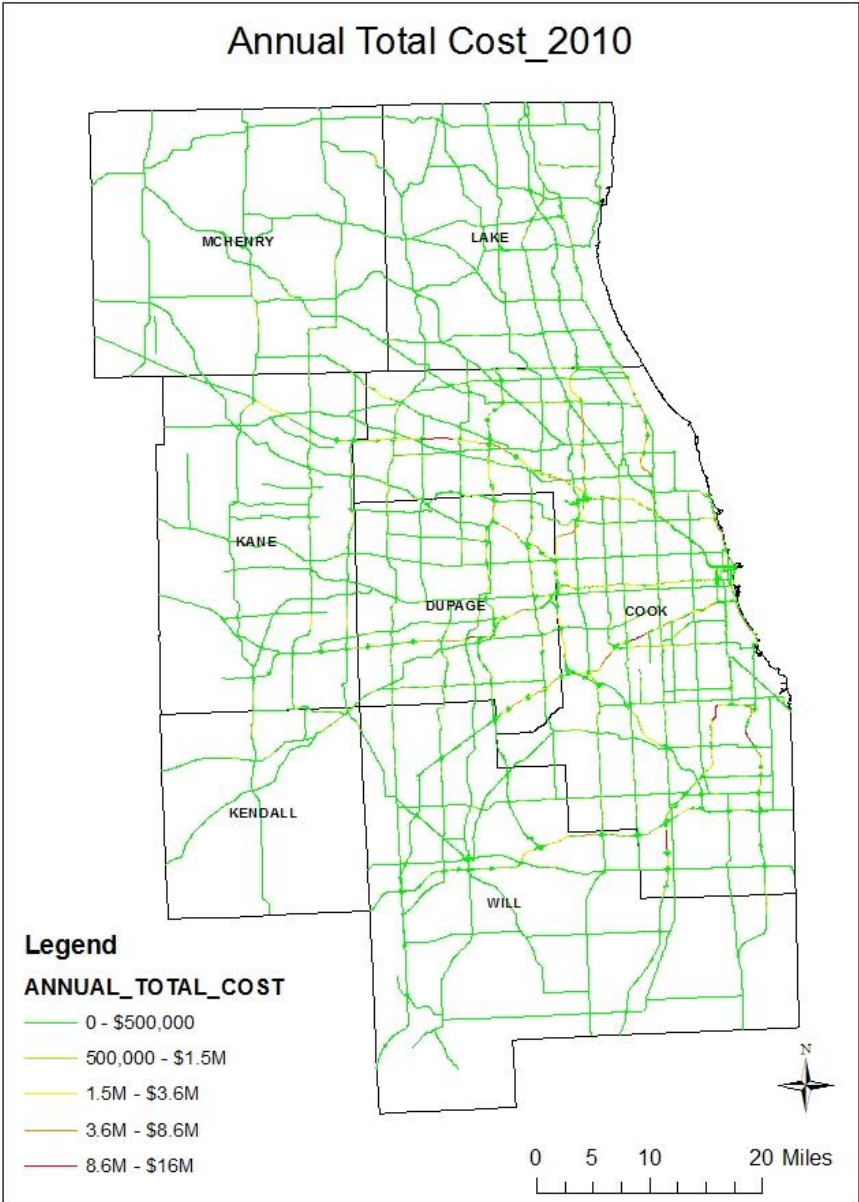 Annual Total Cost_2010
MCHENRY
LAKE
KANE
DUPAGE
COOK
KENDALL
WILL
Legend
ANNUAL_TOTAL_COST
0 - $500,000
500,000 - $1.5M
1.5M - $3.6M
3.6M - $8.6M
8.6M - $16M
N
0 5 10 20 Miles